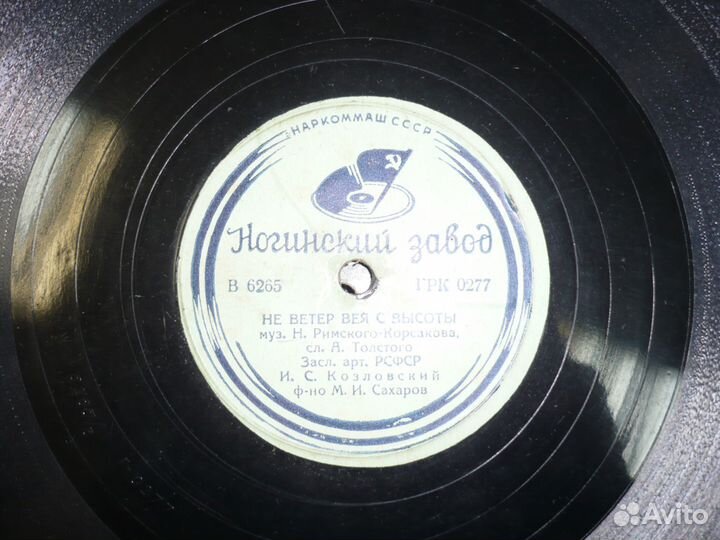 НАРКОММАШ СССР
Ногинский завод
В 6265 ГРК 0277
НЕ ВЕТЕР ВЕЯ С ВЫСОТЫ
муз. Н. Римского-Корсакова,
сл. А. Толстого
Засл. арт. РСФСР
И. С. Козловский
ф-но М. И. Сахаров
Avito